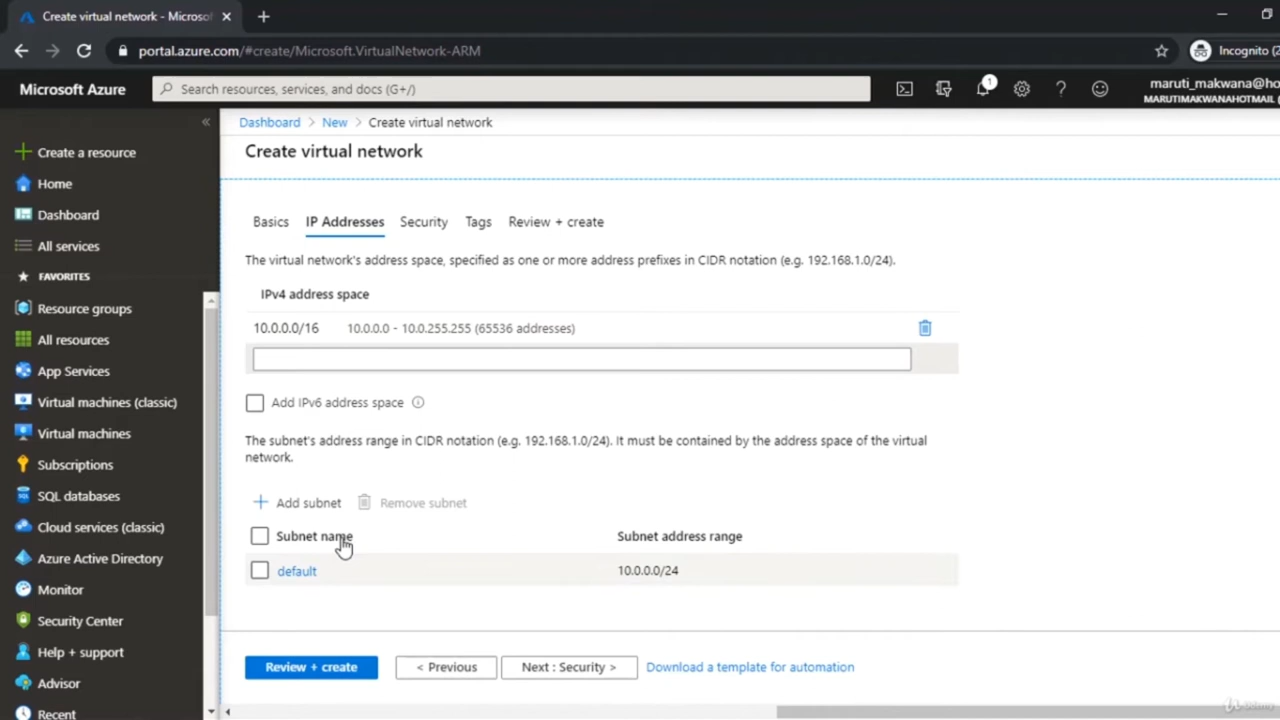 Create virtual network - Microsof
portal.azure.com/#create/Microsoft.VirtualNetwork-ARM
Incognito (2
Microsoft Azure
Search resources, services, and docs (G+/)
1
maruti_makwana@ho
MARUTIMAKWANAHOTMAIL (
Create a resource
Home
Dashboard
All services
FAVORITES
Resource groups
All resources
App Services
Virtual machines (classic)
Virtual machines
Subscriptions
SQL databases
Cloud services (classic)
Azure Active Directory
Monitor
Security Center
Help + support
Advisor
Recent
Dashboard > New > Create virtual network
Create virtual network
Basics IP Addresses Security Tags Review + create
The virtual network's address space, specified as one or more address prefixes in CIDR notation (e.g. 192.168.1.0/24).
IPv4 address space
10.0.0.0/16 10.0.0.0 - 10.0.255.255 (65536 addresses)
Add IPv6 address space
The subnet's address range in CIDR notation (e.g. 192.168.1.0/24). It must be contained by the address space of the virtual
network.
Add subnet Remove subnet
Subnet name Subnet address range
default 10.0.0.0/24
Review + create < Previous Next : Security > Download a template for automation
Udemy